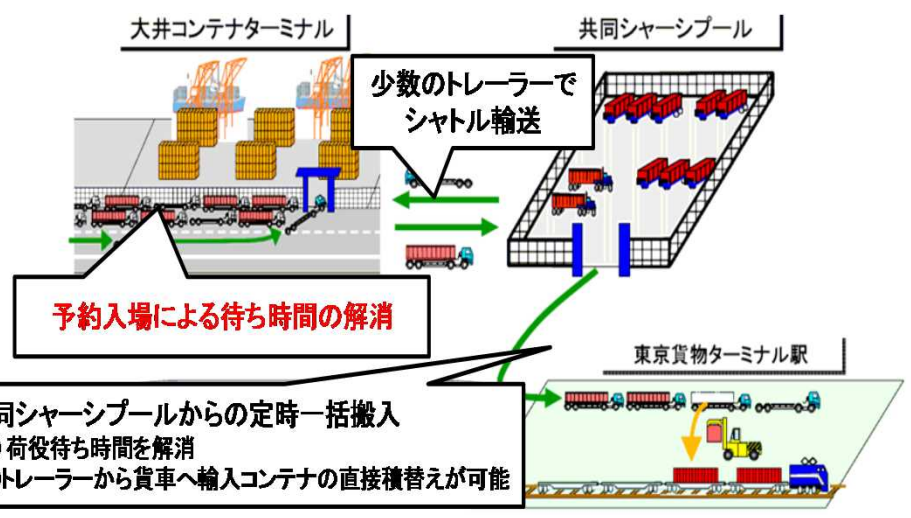 大井コンテナターミナル
共同シャーシプール
少数のトレーラーで
シャトル輸送
予約入場による待ち時間の解消
東京貨物ターミナル駅
同シャーシプールからの定時一括搬入
荷役待ち時間を解消
トレーラーから貨車へ輸入コンテナの直接積替えが可能